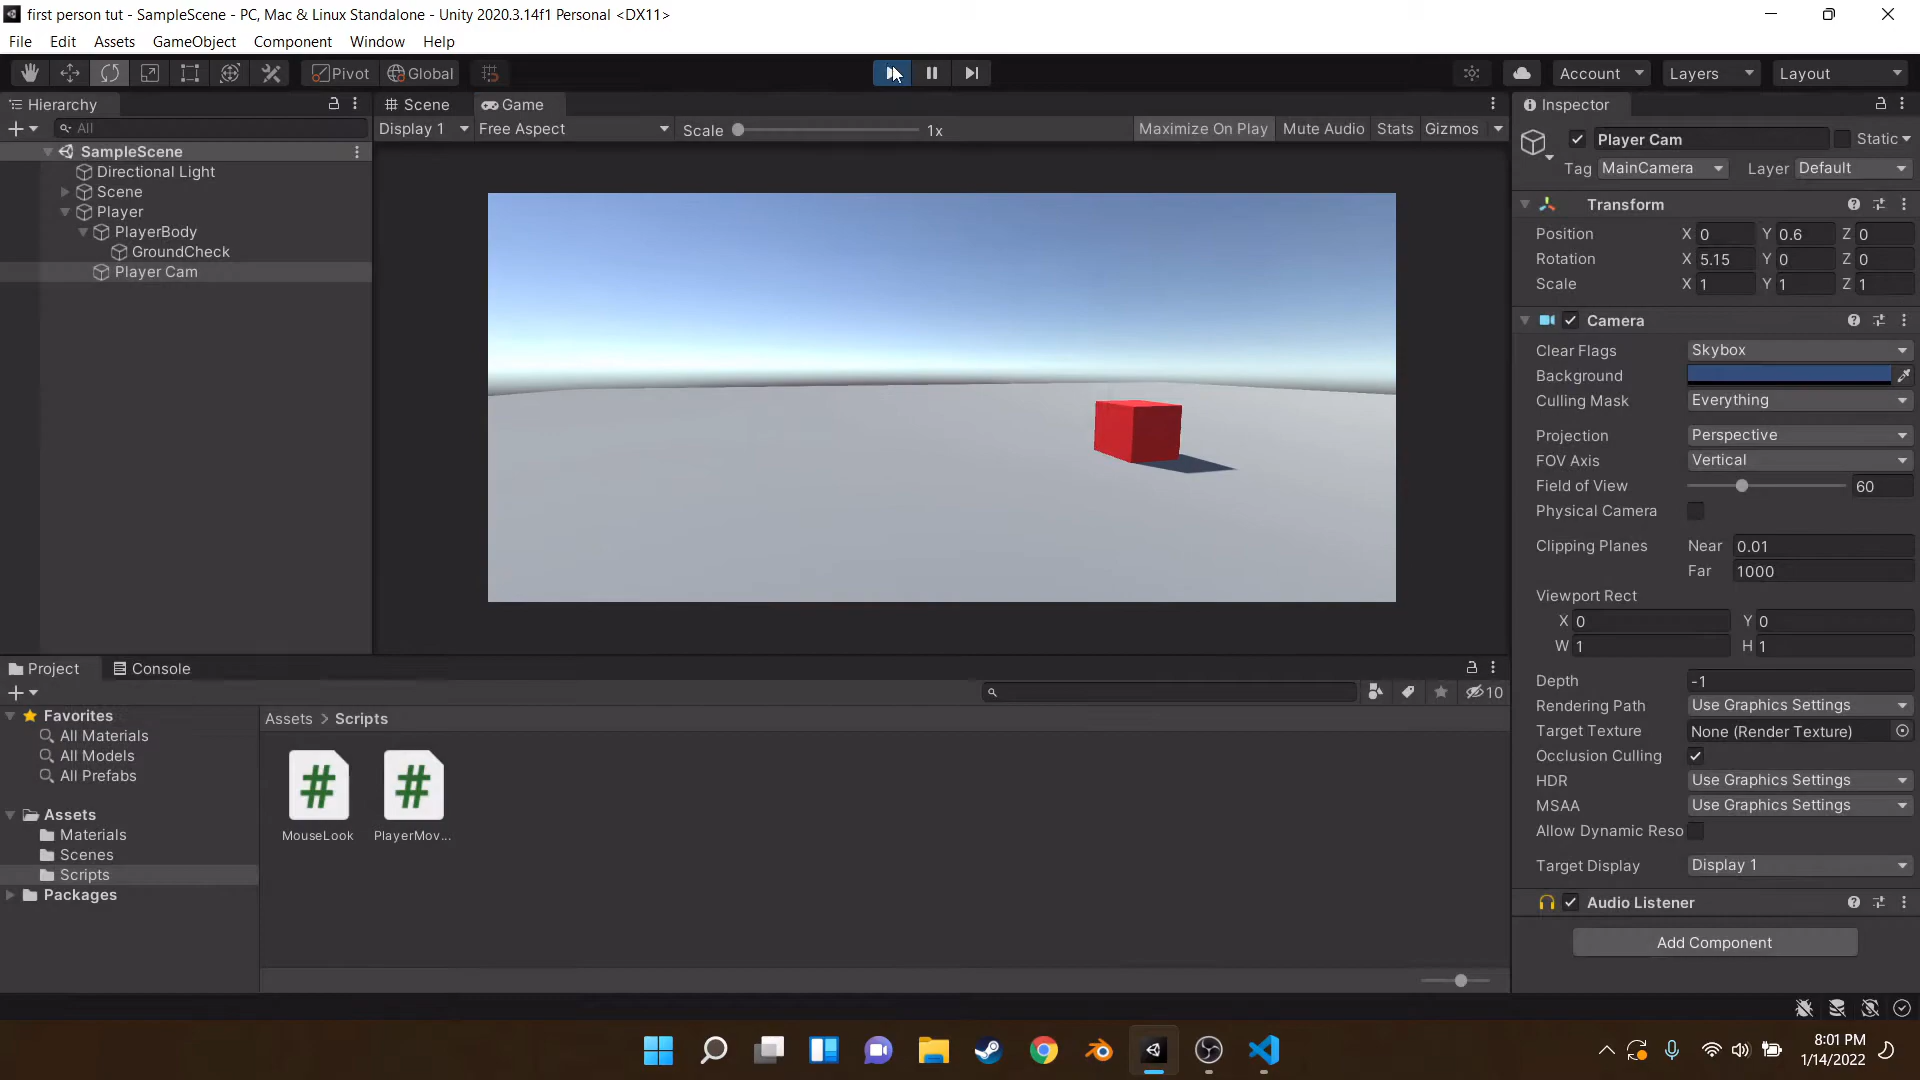 first person tut - SampleScene - PC, Mac & Linux Standalone - Unity 2020.3.14f1 Personal <DX11>
File Edit Assets GameObject Component Window Help
Pivot Global Account Layers Layout
Hierarchy
All
SampleScene
Directional Light
Scene
Player
PlayerBody
GroundCheck
Player Cam
Scene Game
Display 1 Free Aspect Scale 1x Maximize On Play Mute Audio Stats Gizmos
Inspector
Player Cam Static
Tag MainCamera Layer Default
Transform
Position X 0 Y 0.6 Z 0
Rotation X 5.15 Y 0 Z 0
Scale X 1 Y 1 Z 1
Camera
Clear Flags Skybox
Background
Culling Mask Everything
Projection Perspective
FOV Axis Vertical
Field of View 60
Physical Camera
Clipping Planes Near 0.01
Far 1000
Viewport Rect
X 0 Y 0
W 1 H 1
Depth -1
Rendering Path Use Graphics Settings
Target Texture None (Render Texture)
Occlusion Culling
HDR Use Graphics Settings
MSAA Use Graphics Settings
Allow Dynamic Reso
Target Display Display 1
Audio Listener
Add Component
Project Console
10
Favorites
All Materials
All Models
All Prefabs
Assets
Materials
Scenes
Scripts
Packages
Assets > Scripts
# #
MouseLook PlayerMov...
8:01 PM
1/14/2022